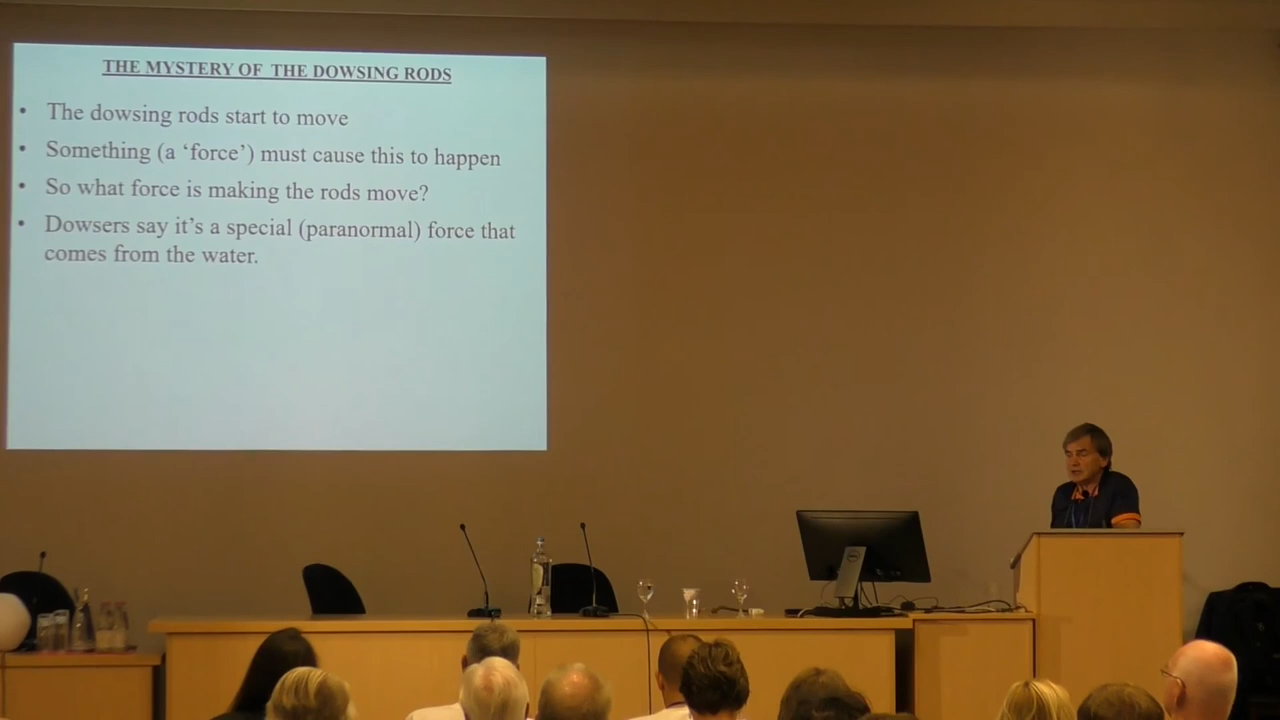 THE MYSTERY OF THE DOWSING RODS
• The dowsing rods start to move
• Something (a ‘force’) must cause this to happen
• So what force is making the rods move?
• Dowsers say it’s a special (paranormal) force that
comes from the water.